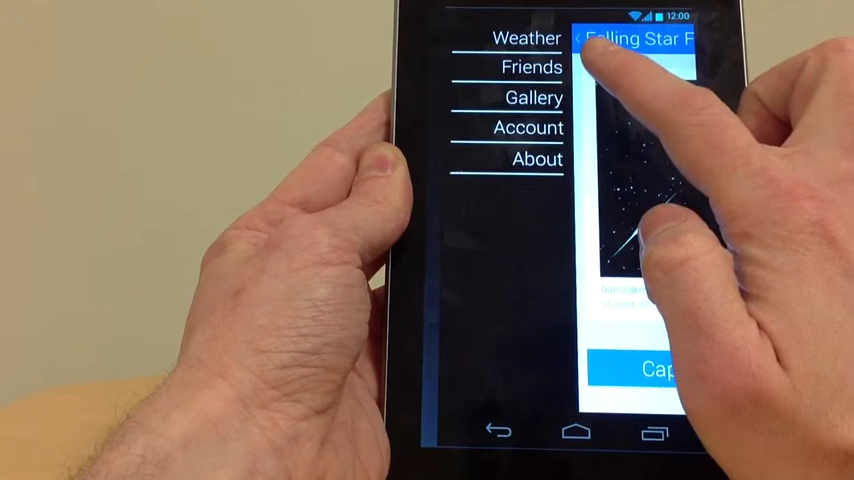 12:00
Weather
‹ Falling Star F
Friends
Gallery
Account
About
Cap